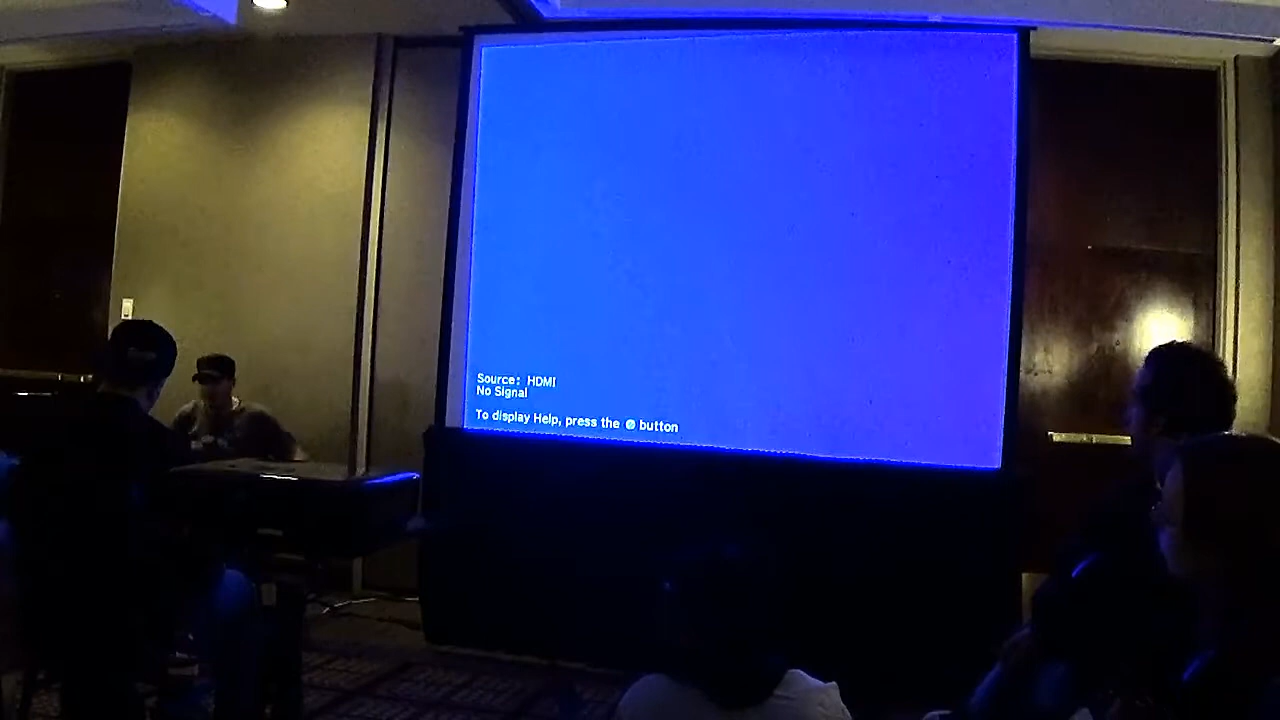 Source: HDMI
No Signal
To display Help, press the button